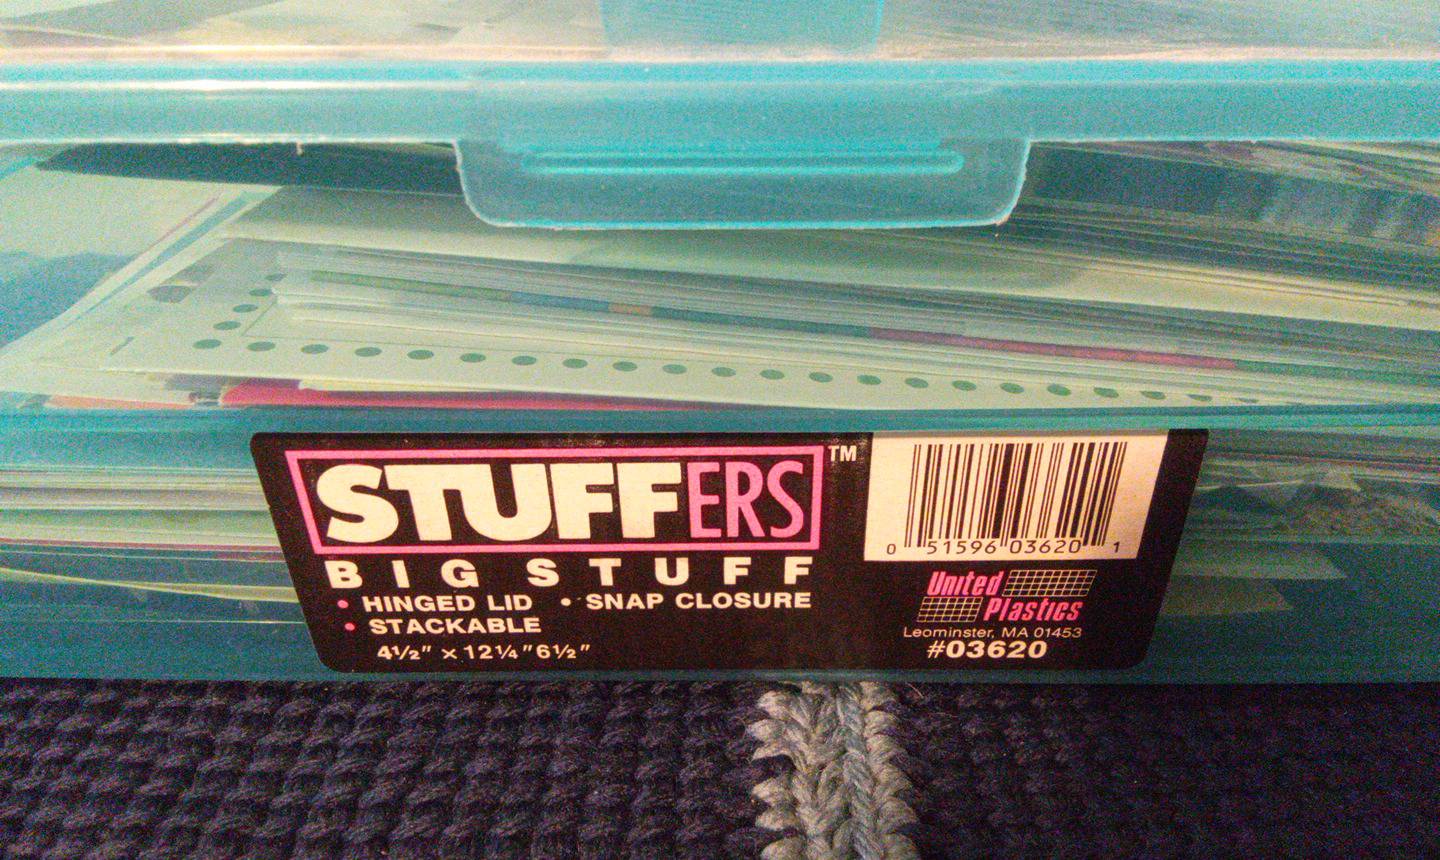 STUFFERS™
BIG STUFF
• HINGED LID • SNAP CLOSURE
• STACKABLE
4½" x 12¼"6½"
0 51596 03620 1
United
Plastics
Leominster, MA 01453
#03620